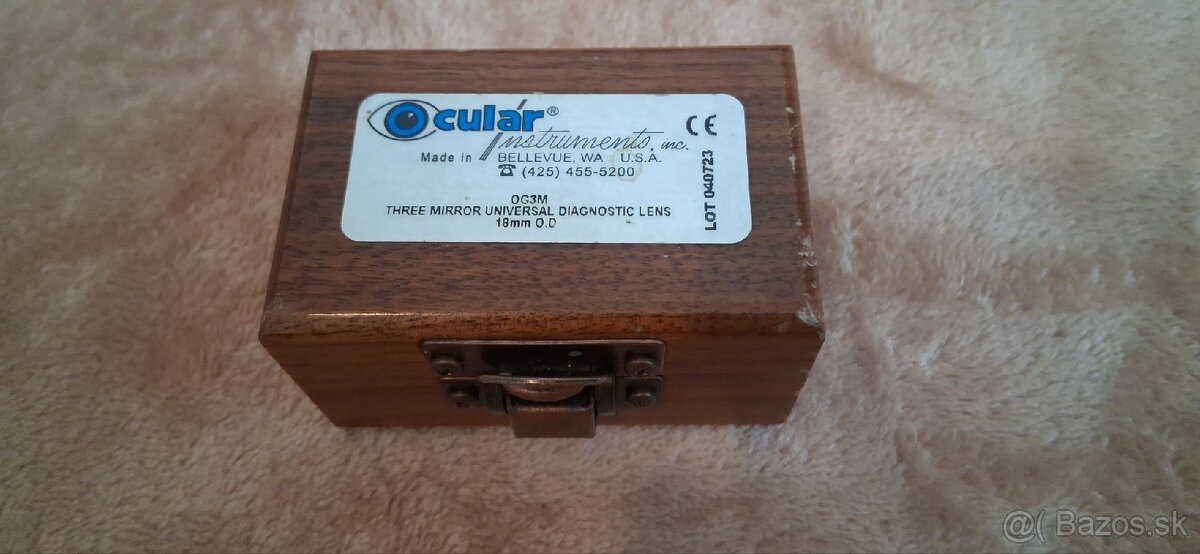 Ocular®
Instruments, inc.
Made in BELLEVUE, WA U.S.A.
☎ (425) 455-5200
OG3M
THREE MIRROR UNIVERSAL DIAGNOSTIC LENS
18mm O.D
CE
LOT 040723
@( Bazos.sk